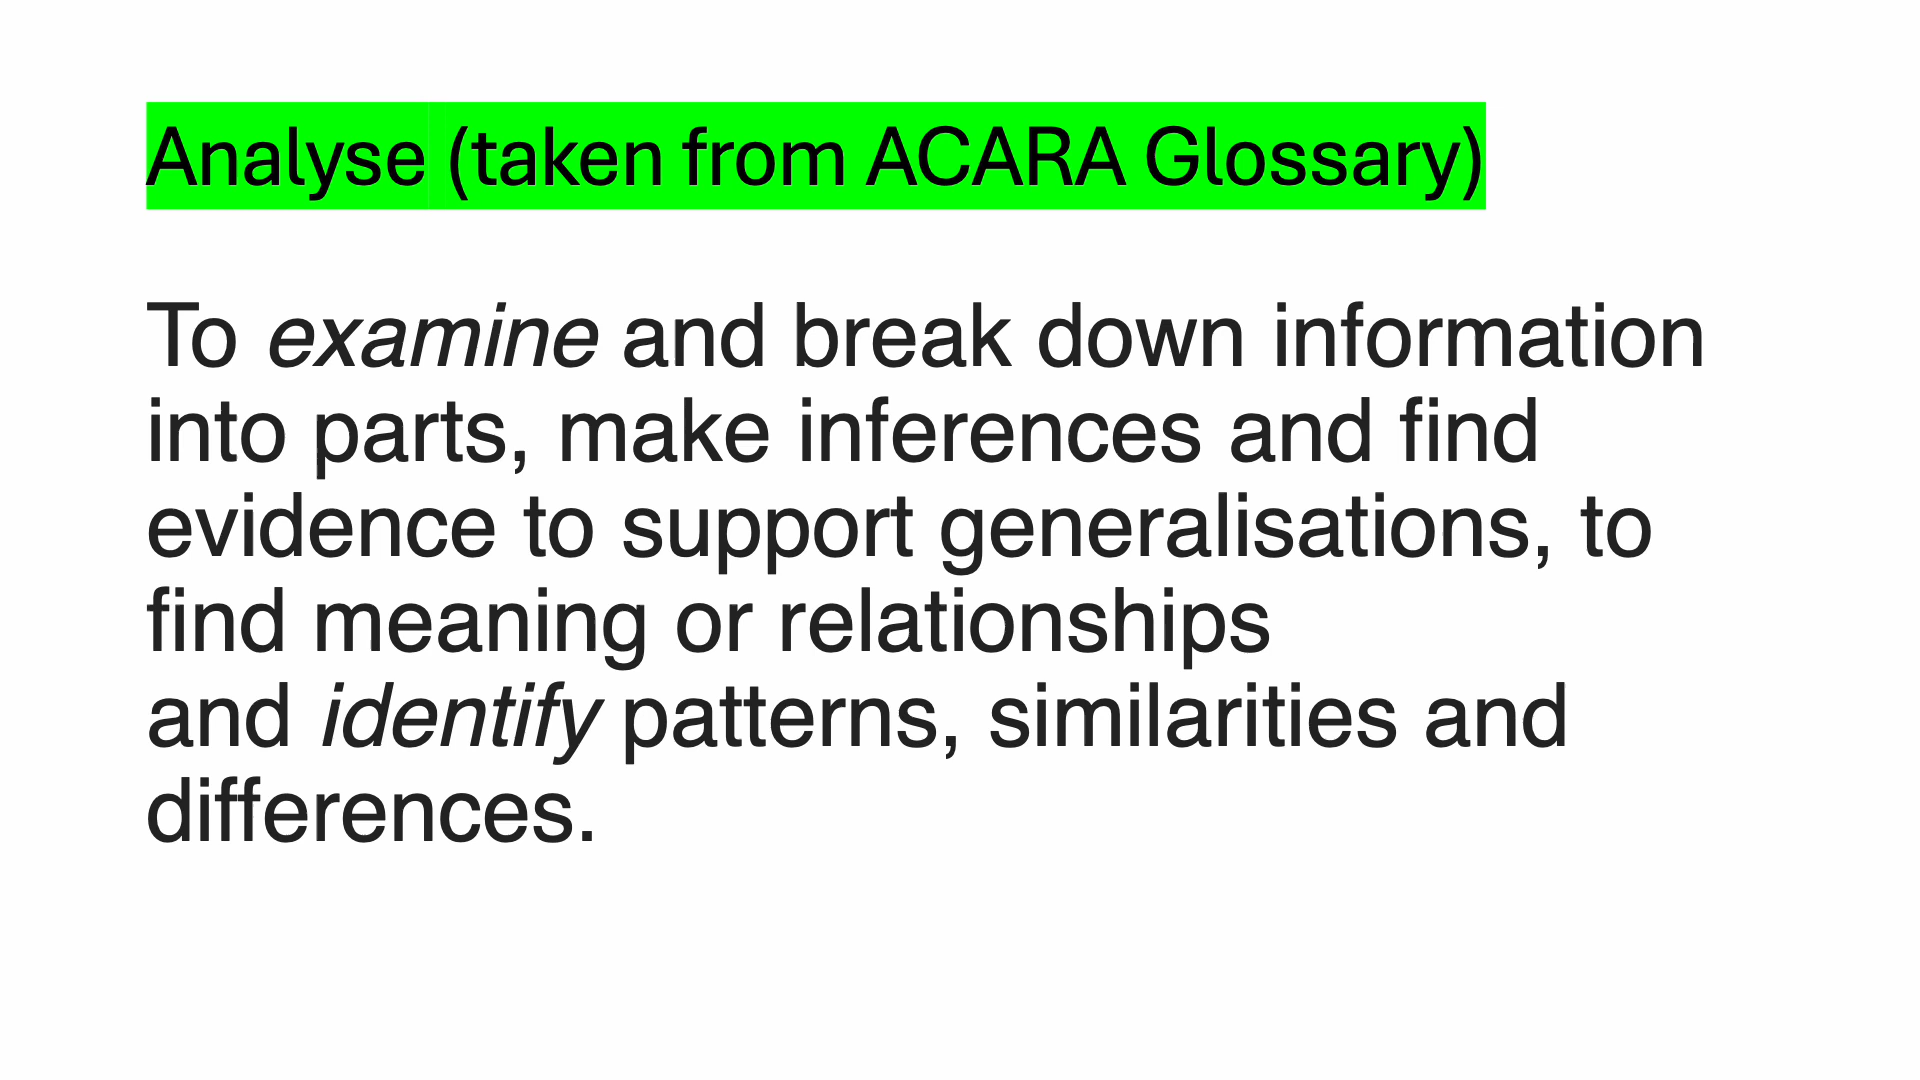 Analyse (taken from ACARA Glossary)
To examine and break down information
into parts, make inferences and find
evidence to support generalisations, to
find meaning or relationships
and identify patterns, similarities and
differences.